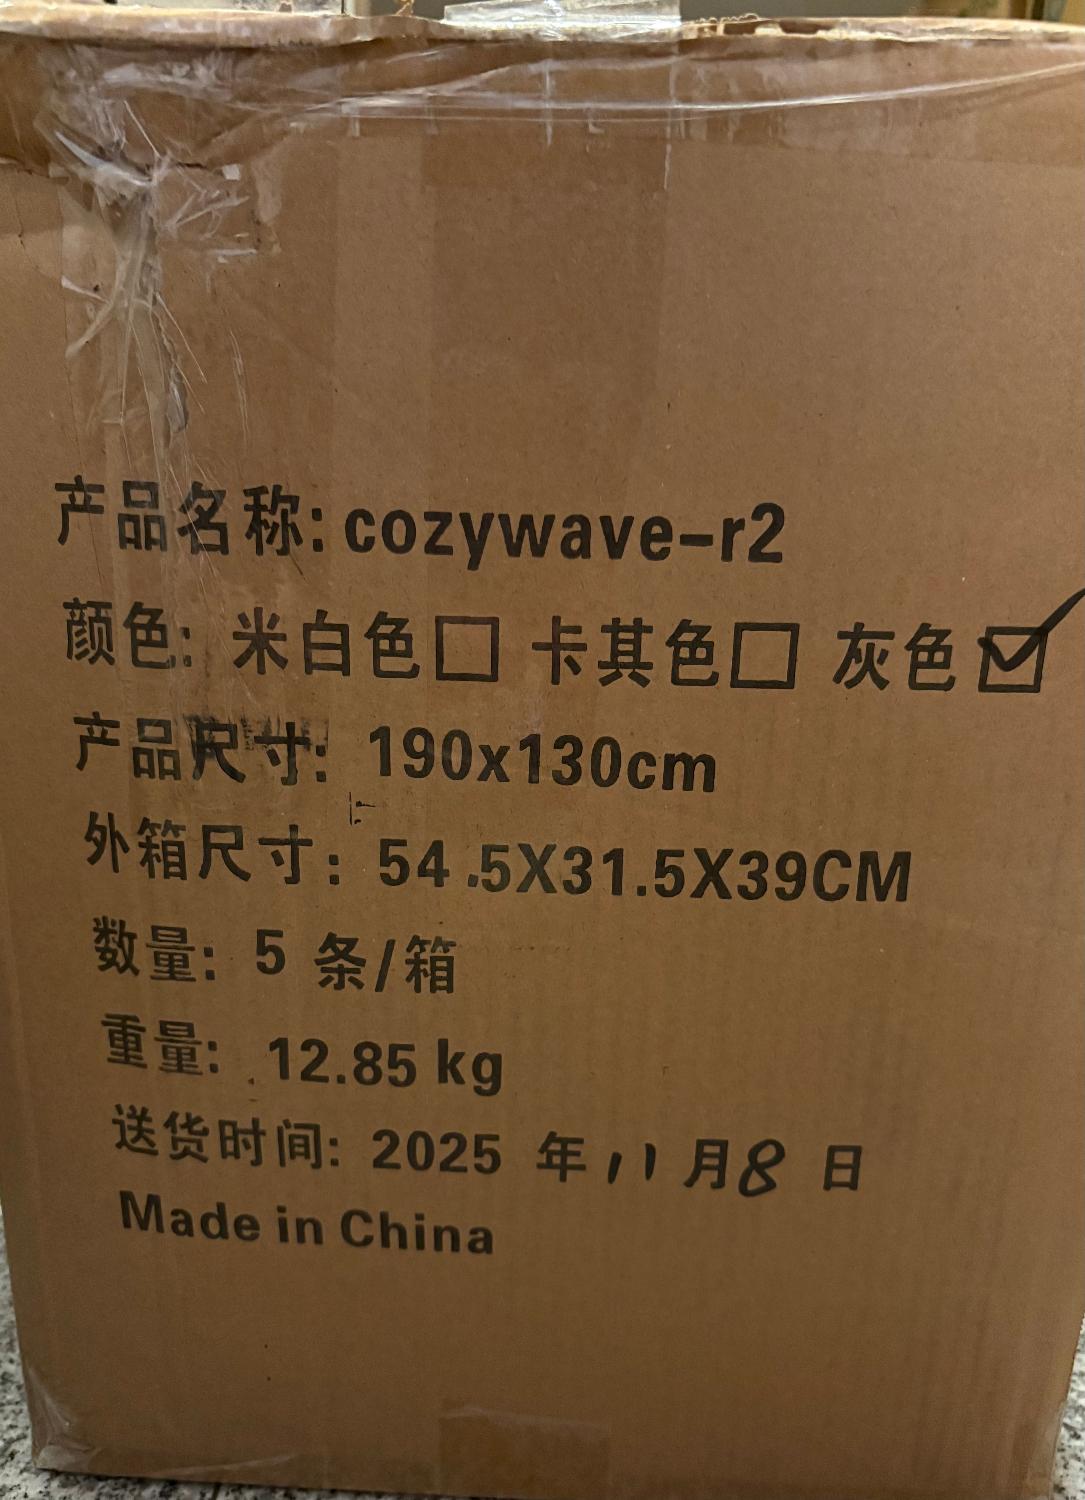 产品名称: cozywave-r2
颜色: 米白色□ 卡其色□ 灰色☑
产品尺寸: 190x130cm
外箱尺寸: 54.5X31.5X39CM
数量: 5 条/箱
重量: 12.85 kg
送货时间: 2025 年 11 月 8 日
Made in China